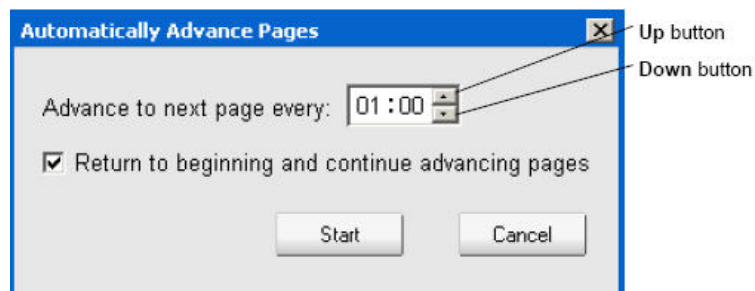 Automatically Advance Pages
Up button
Down button
Advance to next page every: 01:00
Return to beginning and continue advancing pages
Start Cancel